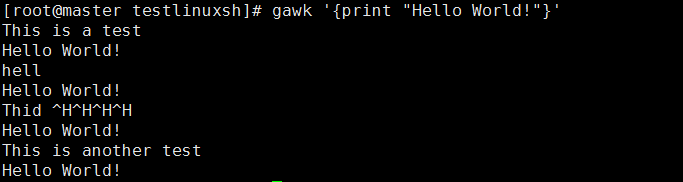 [root@master testlinuxsh]# gawk '{print "Hello World!"}'
This is a test
Hello World!
hell
Hello World!
Thid ^H^H^H^H
Hello World!
This is another test
Hello World!